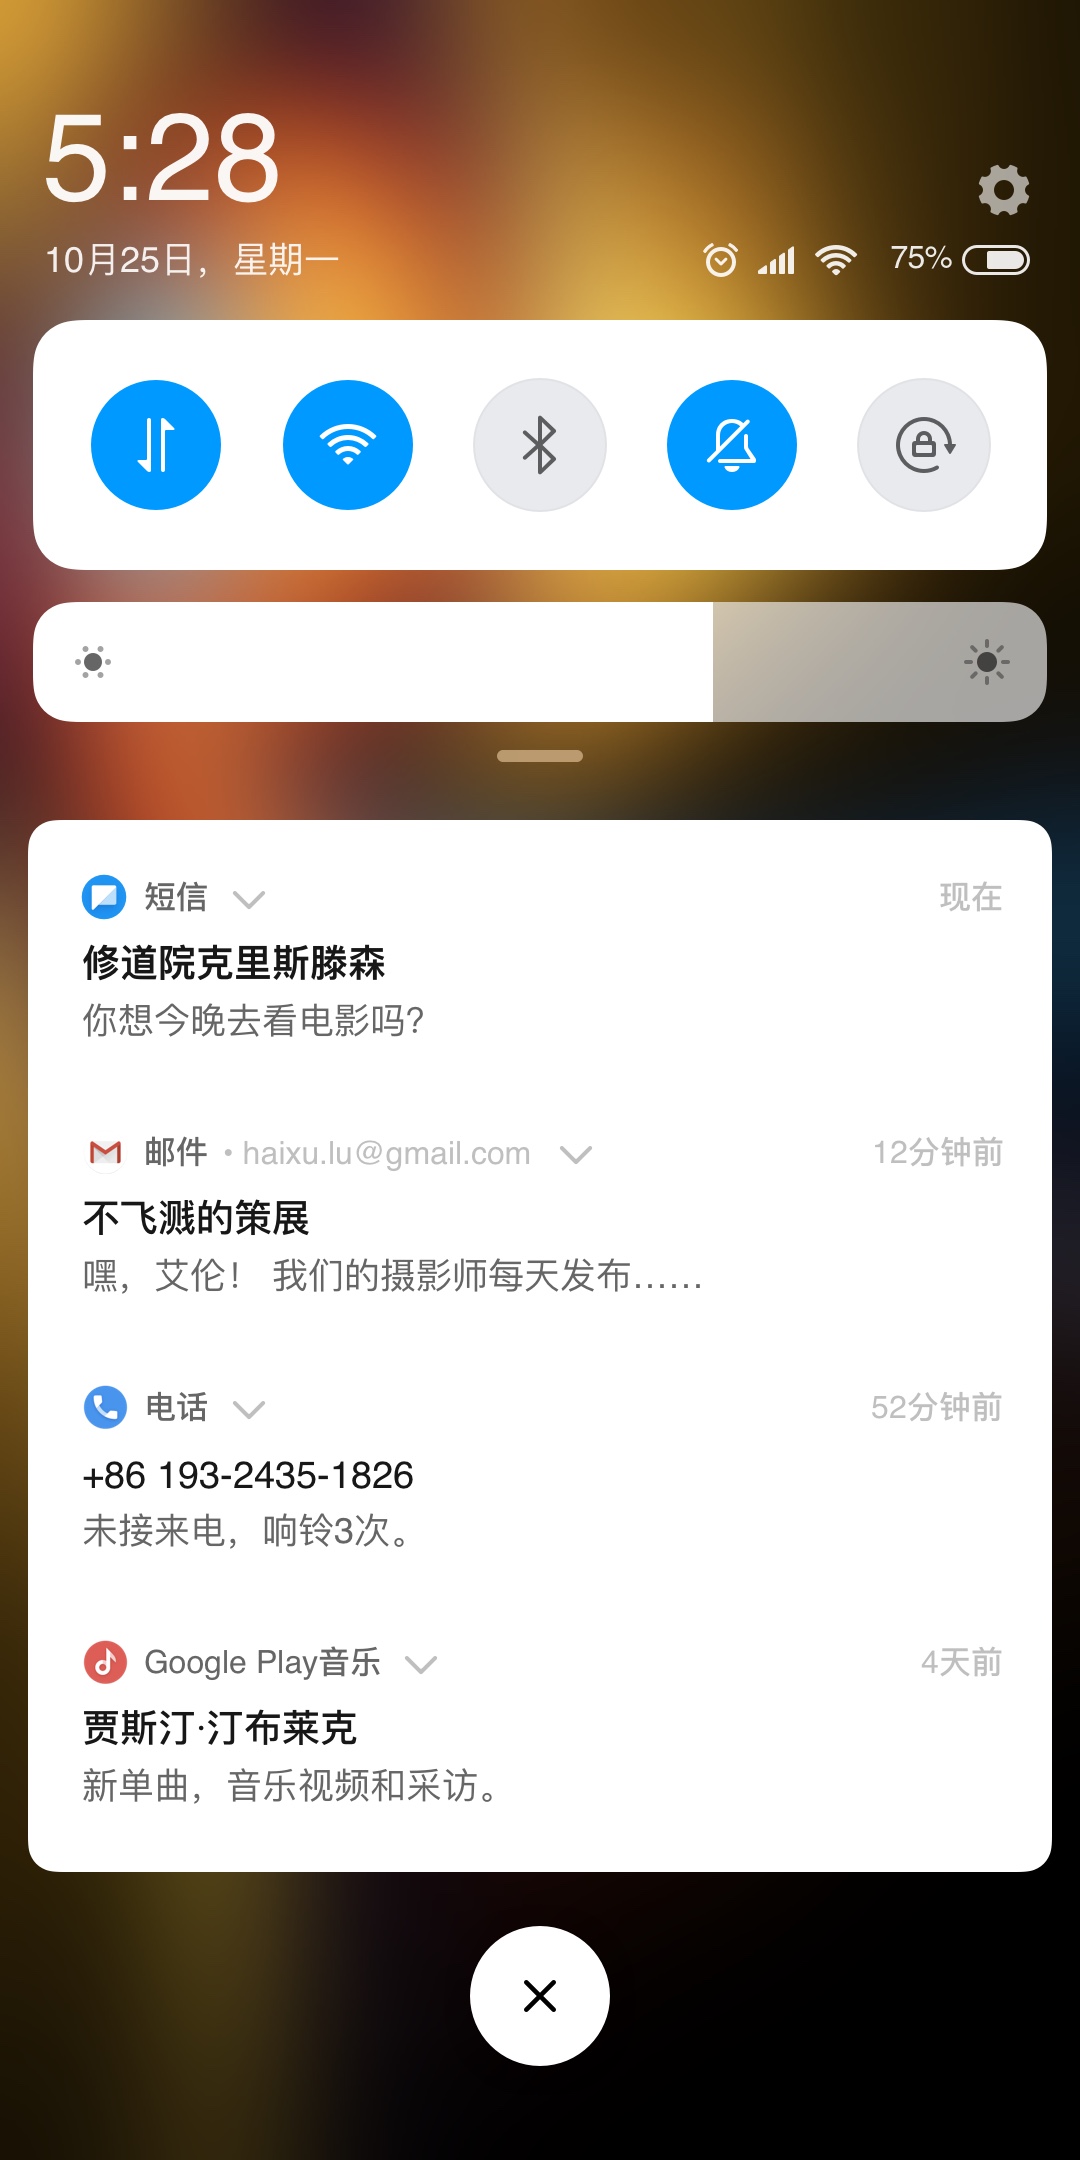 5:28
10月25日，星期一
75%
短信
现在
修道院克里斯滕森
你想今晚去看电影吗?
邮件 • haixu.lu@gmail.com
12分钟前
不飞溅的策展
嘿，艾伦！ 我们的摄影师每天发布……
电话
52分钟前
+86 193-2435-1826
未接来电，响铃3次。
Google Play音乐
4天前
贾斯汀·汀布莱克
新单曲，音乐视频和采访。